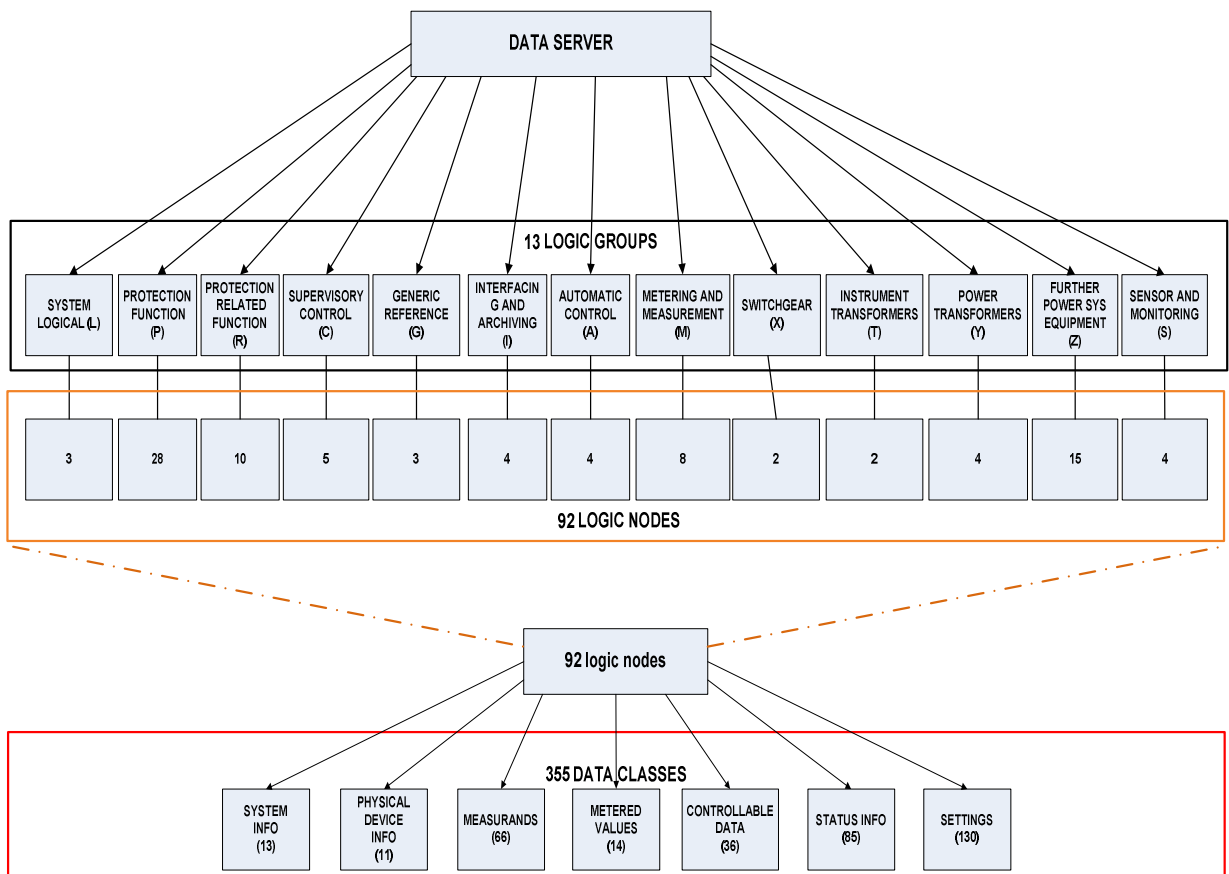 DATA SERVER
13 LOGIC GROUPS
SYSTEM
LOGICAL (L)
PROTECTION
FUNCTION (P)
PROTECTION
RELATED
FUNCTION
(R)
SUPERVISORY
CONTROL
(C)
GENERIC
REFERENCE
(G)
INTERFACIN
G AND
ARCHIVING
(I)
AUTOMATIC
CONTROL
(A)
METERING AND
MEASUREMENT
(M)
SWITCHGEAR
(X)
INSTRUMENT
TRANSFORMERS
(T)
POWER
TRANSFORMERS
(Y)
FURTHER
POWER SYS
EQUIPMENT
(Z)
SENSOR AND
MONITORING
(S)
3
28
10
5
3
4
4
8
2
2
4
15
4
92 LOGIC NODES
92 logic nodes
355 DATA CLASSES
SYSTEM
INFO
(13)
PHYSICAL
DEVICE
INFO
(11)
MEASURANDS
(66)
METERED
VALUES
(14)
CONTROLLABLE
DATA
(36)
STATUS INFO
(85)
SETTINGS
(130)